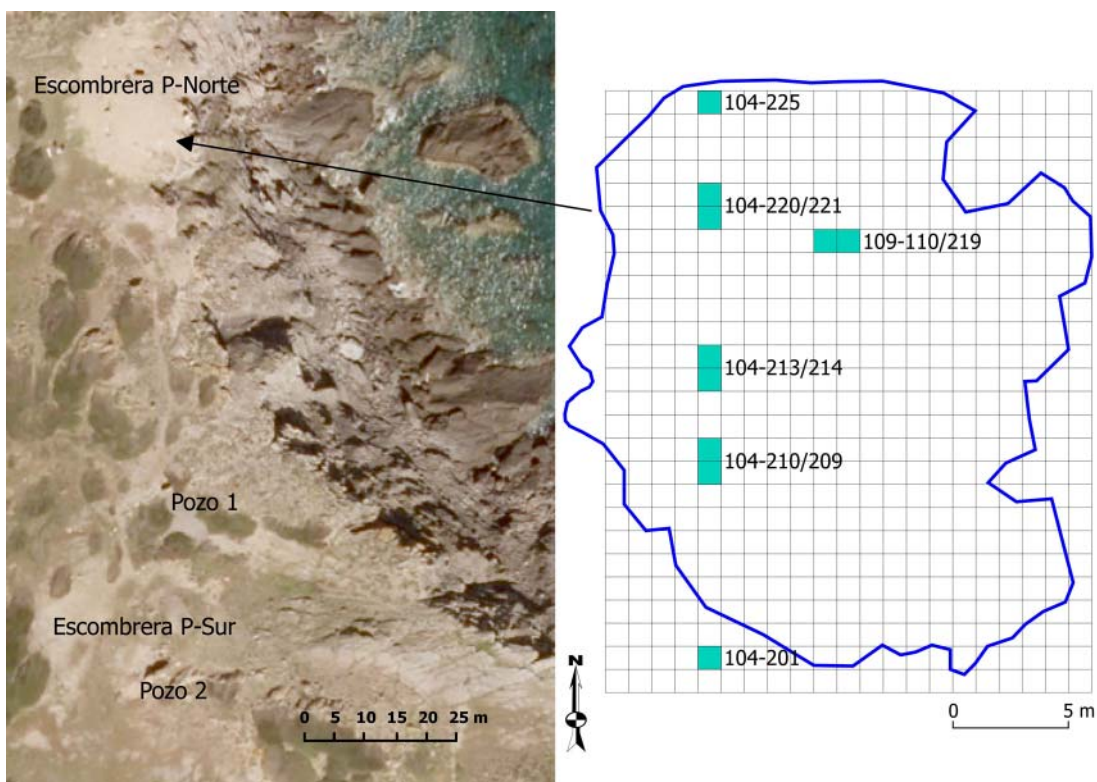 Escombrera P-Norte
Pozo 1
Escombrera P-Sur
Pozo 2
0 5 10 15 20 25 m
N
104-225
104-220/221
109-110/219
104-213/214
104-210/209
104-201
0 5 m